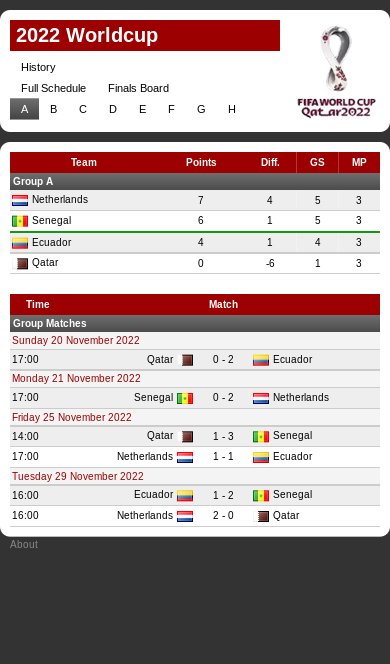 2022 Worldcup
FIFA WORLD CUP
Qatar2022
History
Full Schedule Finals Board
A B C D E F G H
Team Points Diff. GS MP
Group A
Netherlands 7 4 5 3
Senegal 6 1 5 3
Ecuador 4 1 4 3
Qatar 0 -6 1 3
Time Match
Group Matches
Sunday 20 November 2022
17:00 Qatar 0 - 2 Ecuador
Monday 21 November 2022
17:00 Senegal 0 - 2 Netherlands
Friday 25 November 2022
14:00 Qatar 1 - 3 Senegal
17:00 Netherlands 1 - 1 Ecuador
Tuesday 29 November 2022
16:00 Ecuador 1 - 2 Senegal
16:00 Netherlands 2 - 0 Qatar
About